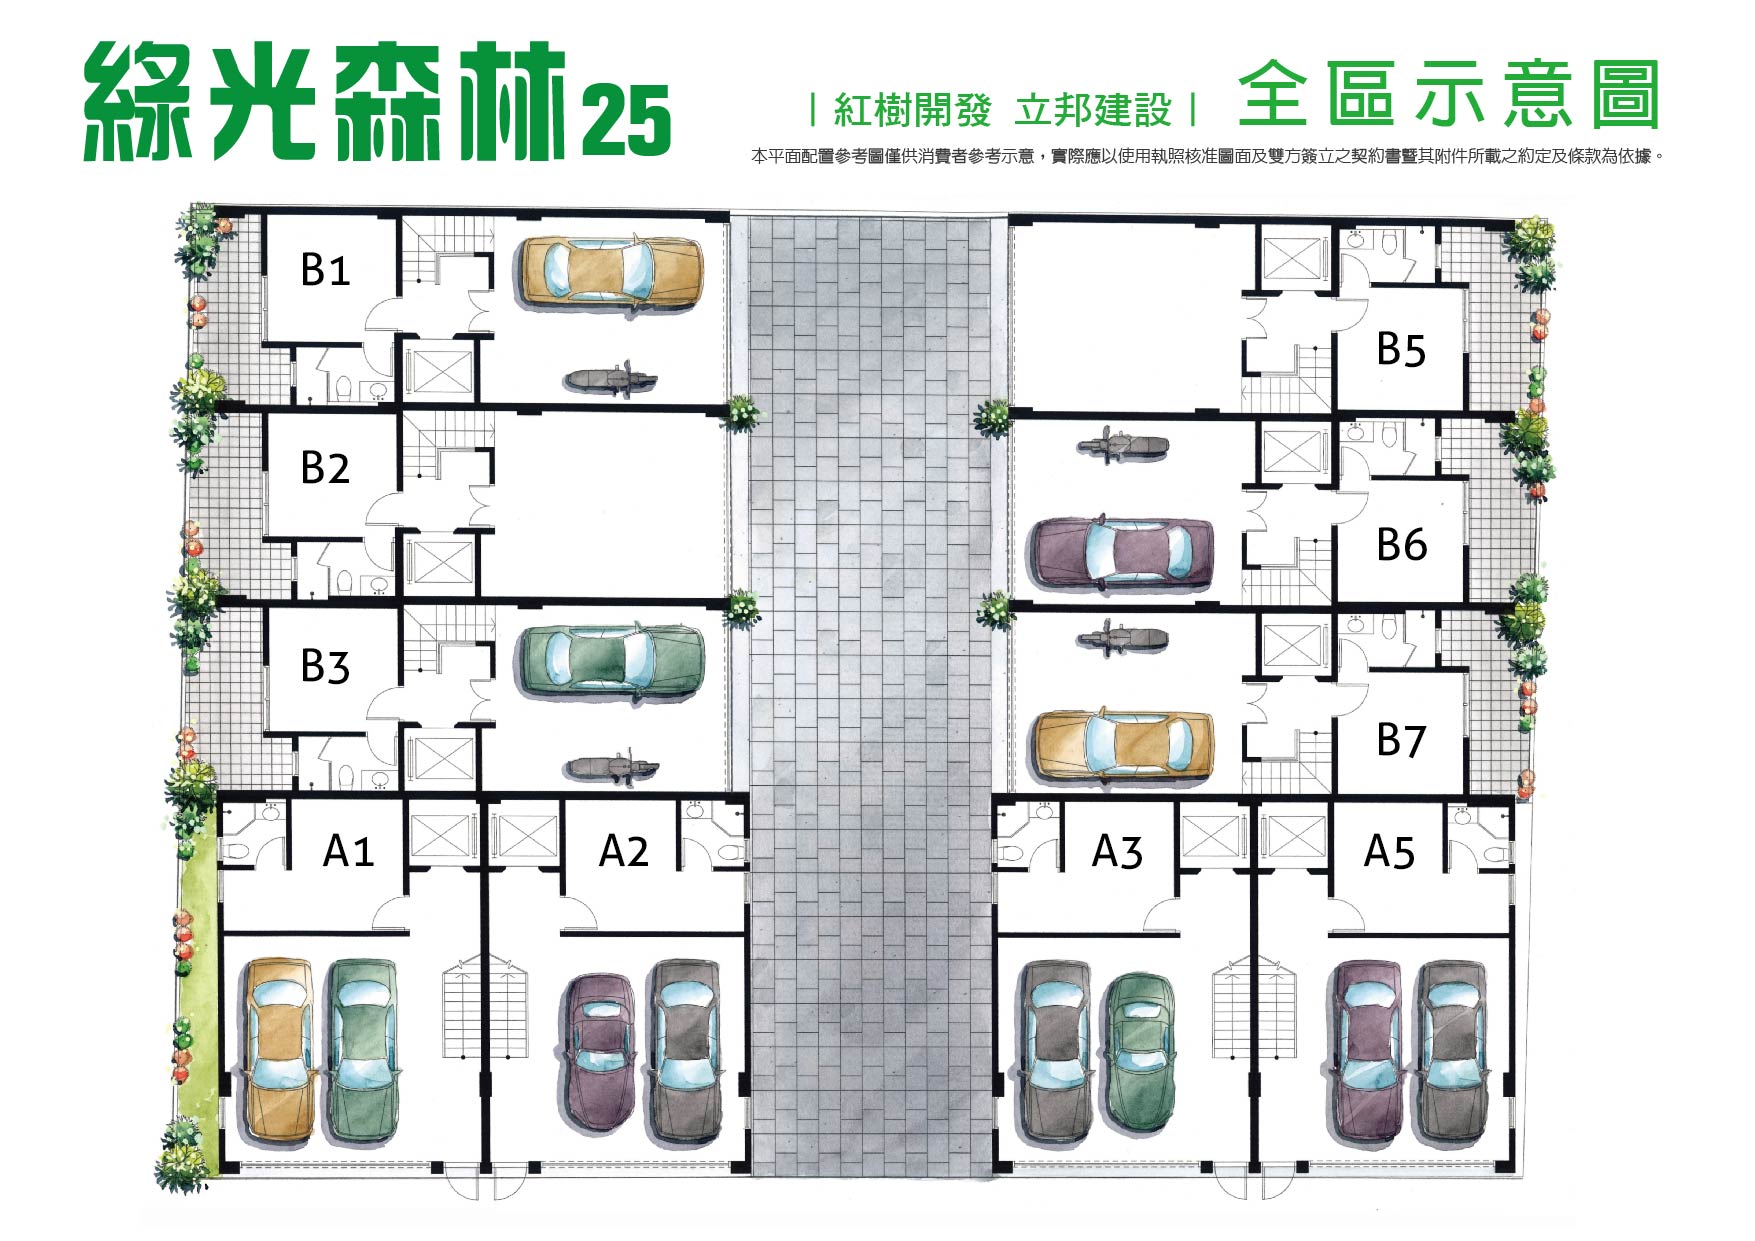 綠光森林25
|紅樹開發 立邦建設| 全區示意圖
本平面配置參考圖僅供消費者參考示意，實際應以使用執照核准圖面及雙方簽立之契約書暨其附件所載之約定及條款為依據。
B1
B5
B2
B6
B3
B7
A1
A2
A3
A5